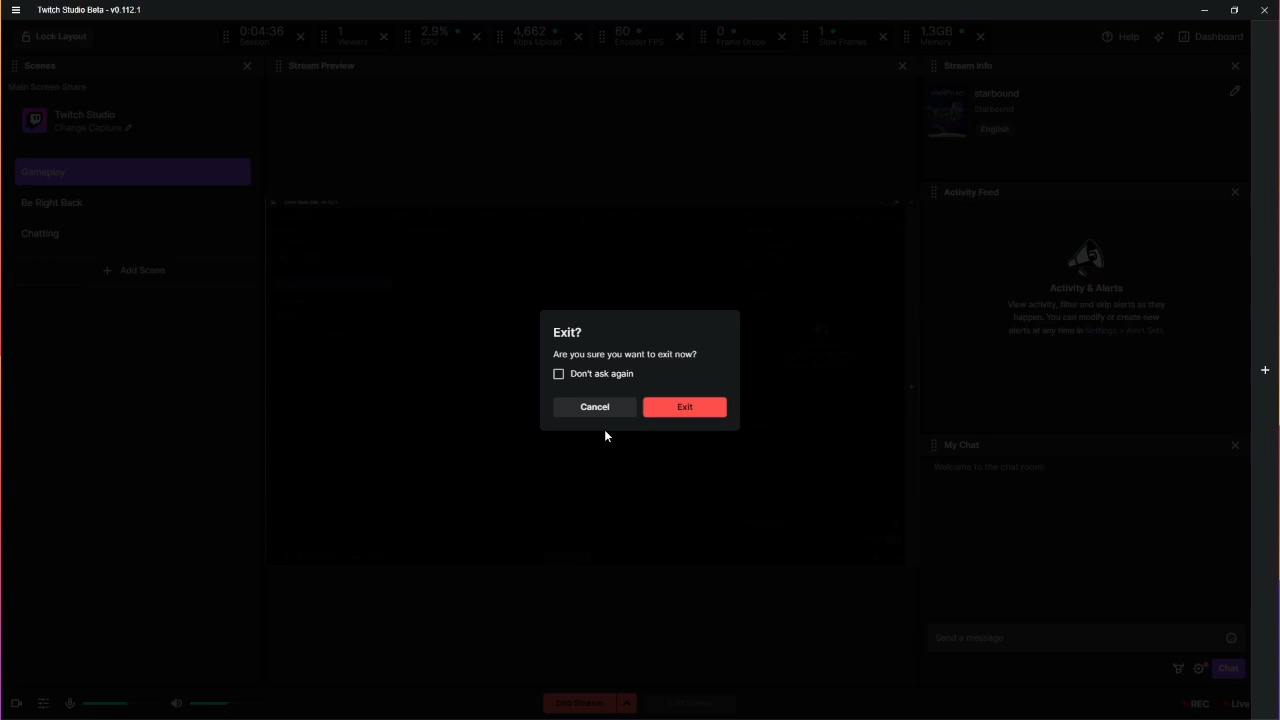 Twitch Studio Beta - v0.112.1
Lock Layout
0:04:36
Session
1
Viewers
2.9%
CPU
4,662
Kbps Upload
60
Encoder FPS
0
Frame Drops
1
Slow Frames
1.3GB
Memory
Help
Dashboard
Scenes
Main Screen Share
Twitch Studio
Change Capture
Gameplay
Be Right Back
Chatting
Add Scene
Stream Preview
Exit?
Are you sure you want to exit now?
Don't ask again
Cancel
Exit
Stream Info
starbound
Starbound
English
Activity Feed
Activity & Alerts
View activity, filter and skip alerts as they
happen. You can modify or create new
alerts at any time in Settings > Alert Sets.
My Chat
Welcome to the chat room!
Send a message
Chat
End Stream
REC
Live